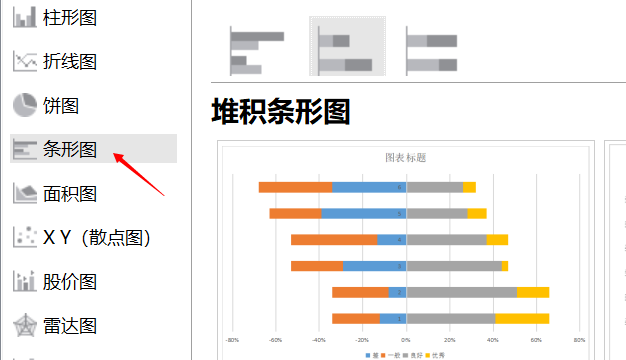 柱形图
折线图
饼图
条形图
面积图
X Y（散点图）
股价图
雷达图
堆积条形图
图表标题
6
5
4
3
2
1
-80% -60% -40% -20% 0% 20% 40% 60% 80%
差 一般 良好 优秀